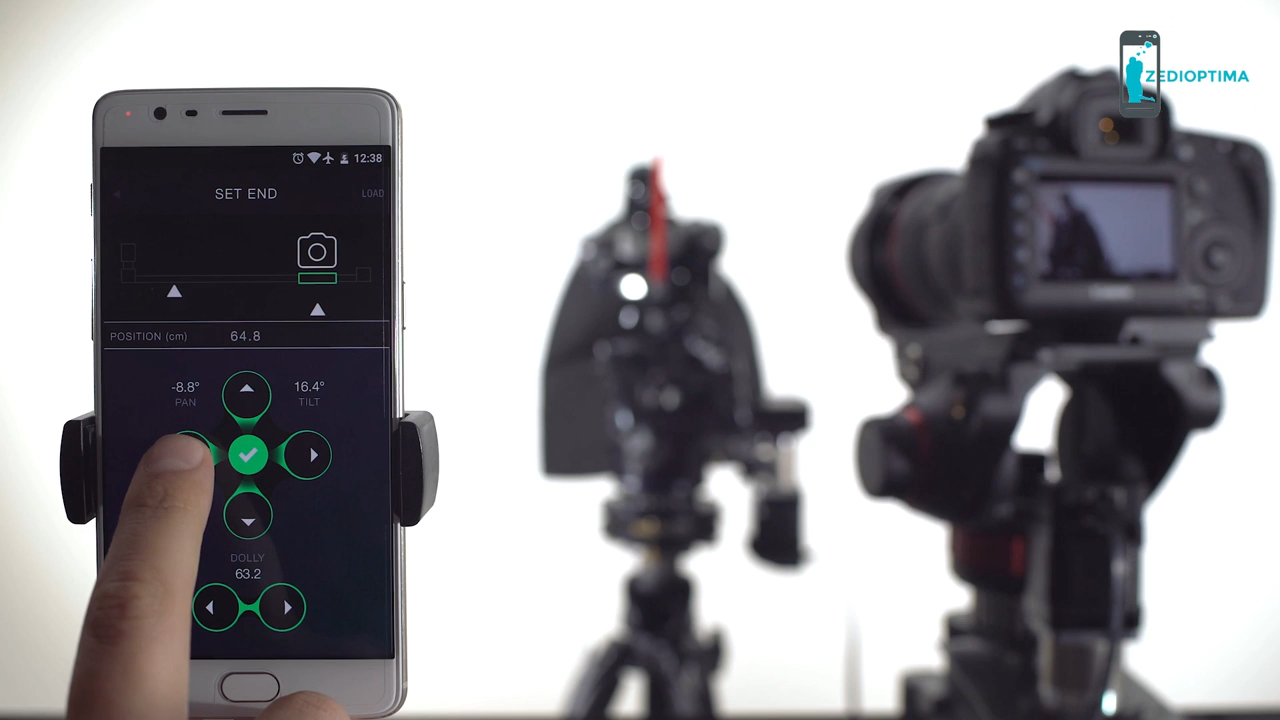 ZEDIOPTIMA
12:38
SET END
LOAD
POSITION (cm) 64.8
-8.8° 16.4°
PAN TILT
DOLLY
63.2